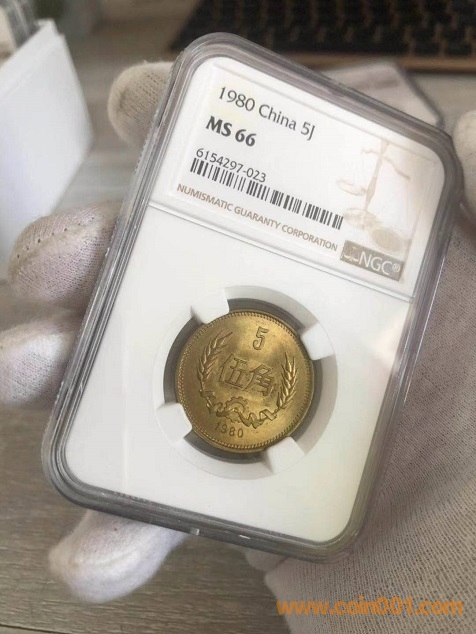 1980 China 5J
MS 66
6154297-023
NUMISMATIC GUARANTY CORPORATION
NGC®
5
伍角
1980
www.coin001.com